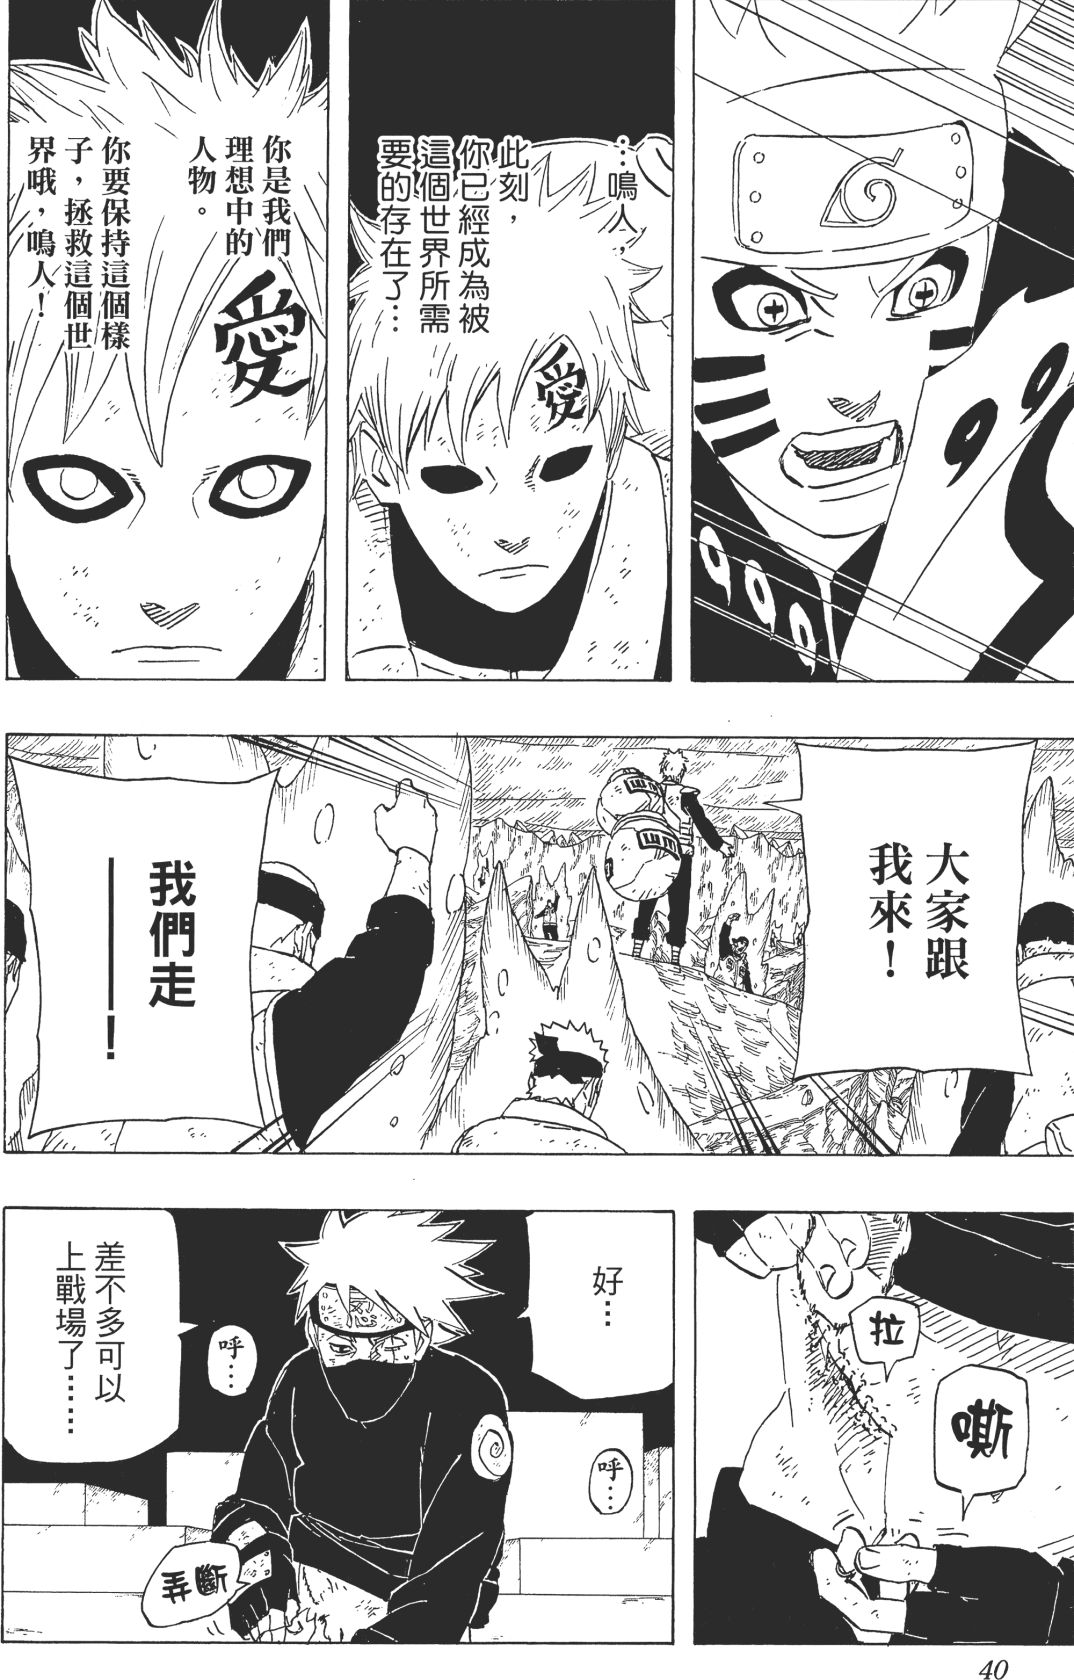 …鳴人，
此刻，
你已經成為被
這個世界所需
要的存在了…
愛
你是我們
理想中的
人物。
你要保持這個樣
子，拯救這個世
界哦，鳴人！
愛
大家跟
我來！
我們走
——！
拉
嘶
好…
呼…
呼…
差不多可以
上戰場了……
弄斷
40